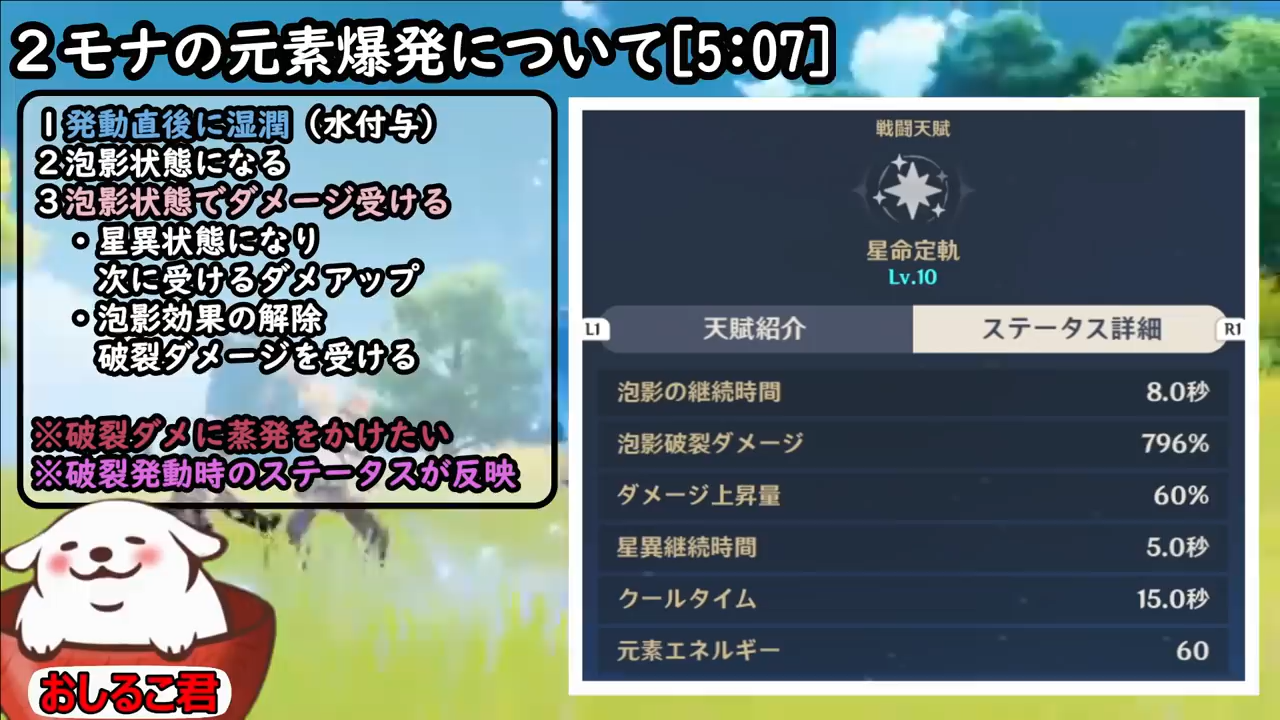 ２モナの元素爆発について[5:07]
１発動直後に湿潤（水付与）
２泡影状態になる
３泡影状態でダメージ受ける
・星異状態になり
次に受けるダメアップ
・泡影効果の解除
破裂ダメージを受ける
※破裂ダメに蒸発をかけたい
※破裂発動時のステータスが反映
おしるこ君
戦闘天賦
星命定軌
Lv.10
L1 天賦紹介 ステータス詳細 R1
泡影の継続時間 8.0秒
泡影破裂ダメージ 796%
ダメージ上昇量 60%
星異継続時間 5.0秒
クールタイム 15.0秒
元素エネルギー 60